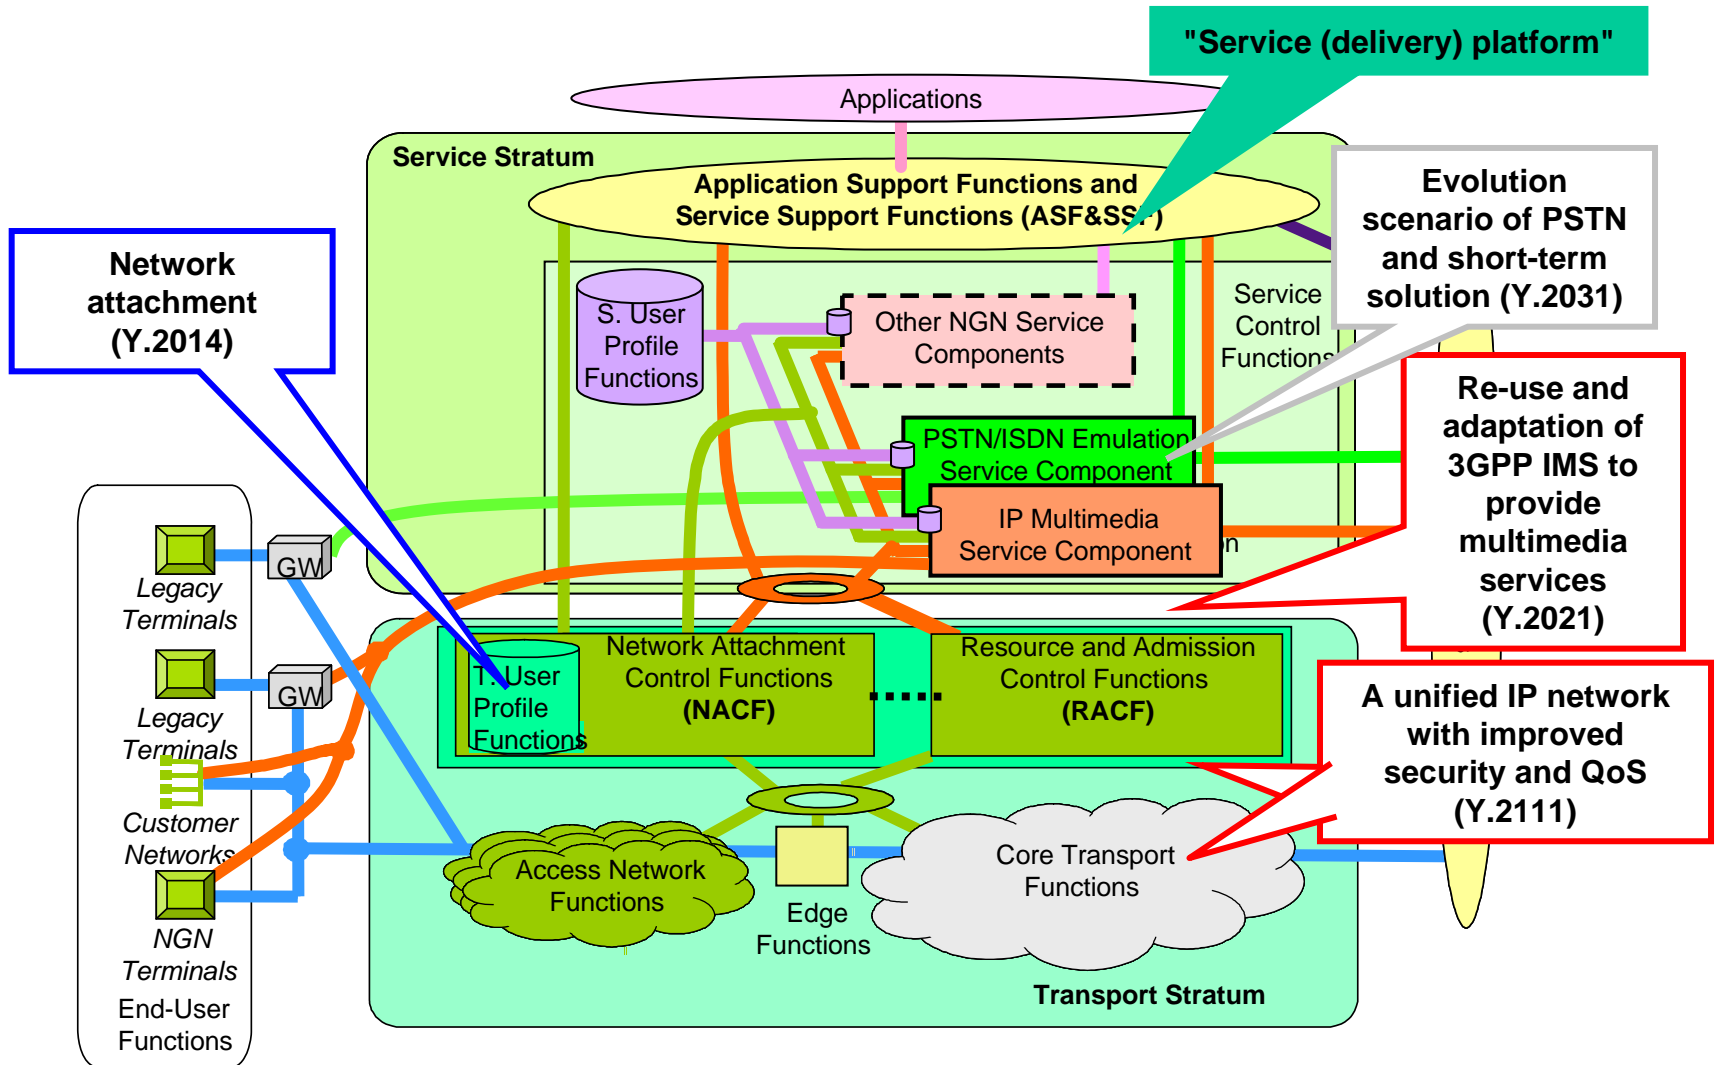 "Service (delivery) platform"
Applications
Service Stratum
Application Support Functions and
Service Support Functions (ASF&SSF)
Evolution
scenario of PSTN
and short-term
solution (Y.2031)
Network
attachment
(Y.2014)
S. User
Profile
Functions
Other NGN Service
Components
Service
Control
Functions
Re-use and
adaptation of
3GPP IMS to
provide
multimedia
services
(Y.2021)
PSTN/ISDN Emulation
Service Component
IP Multimedia
Service Component
on
GW
Legacy
Terminals
GW
Legacy
Terminals
Customer
Networks
NGN
Terminals
End-User
Functions
T. User
Profile
Functions
Network Attachment
Control Functions
(NACF)
Resource and Admission
Control Functions
(RACF)
A unified IP network
with improved
security and QoS
(Y.2111)
Access Network
Functions
Edge
Functions
Core Transport
Functions
Transport Stratum